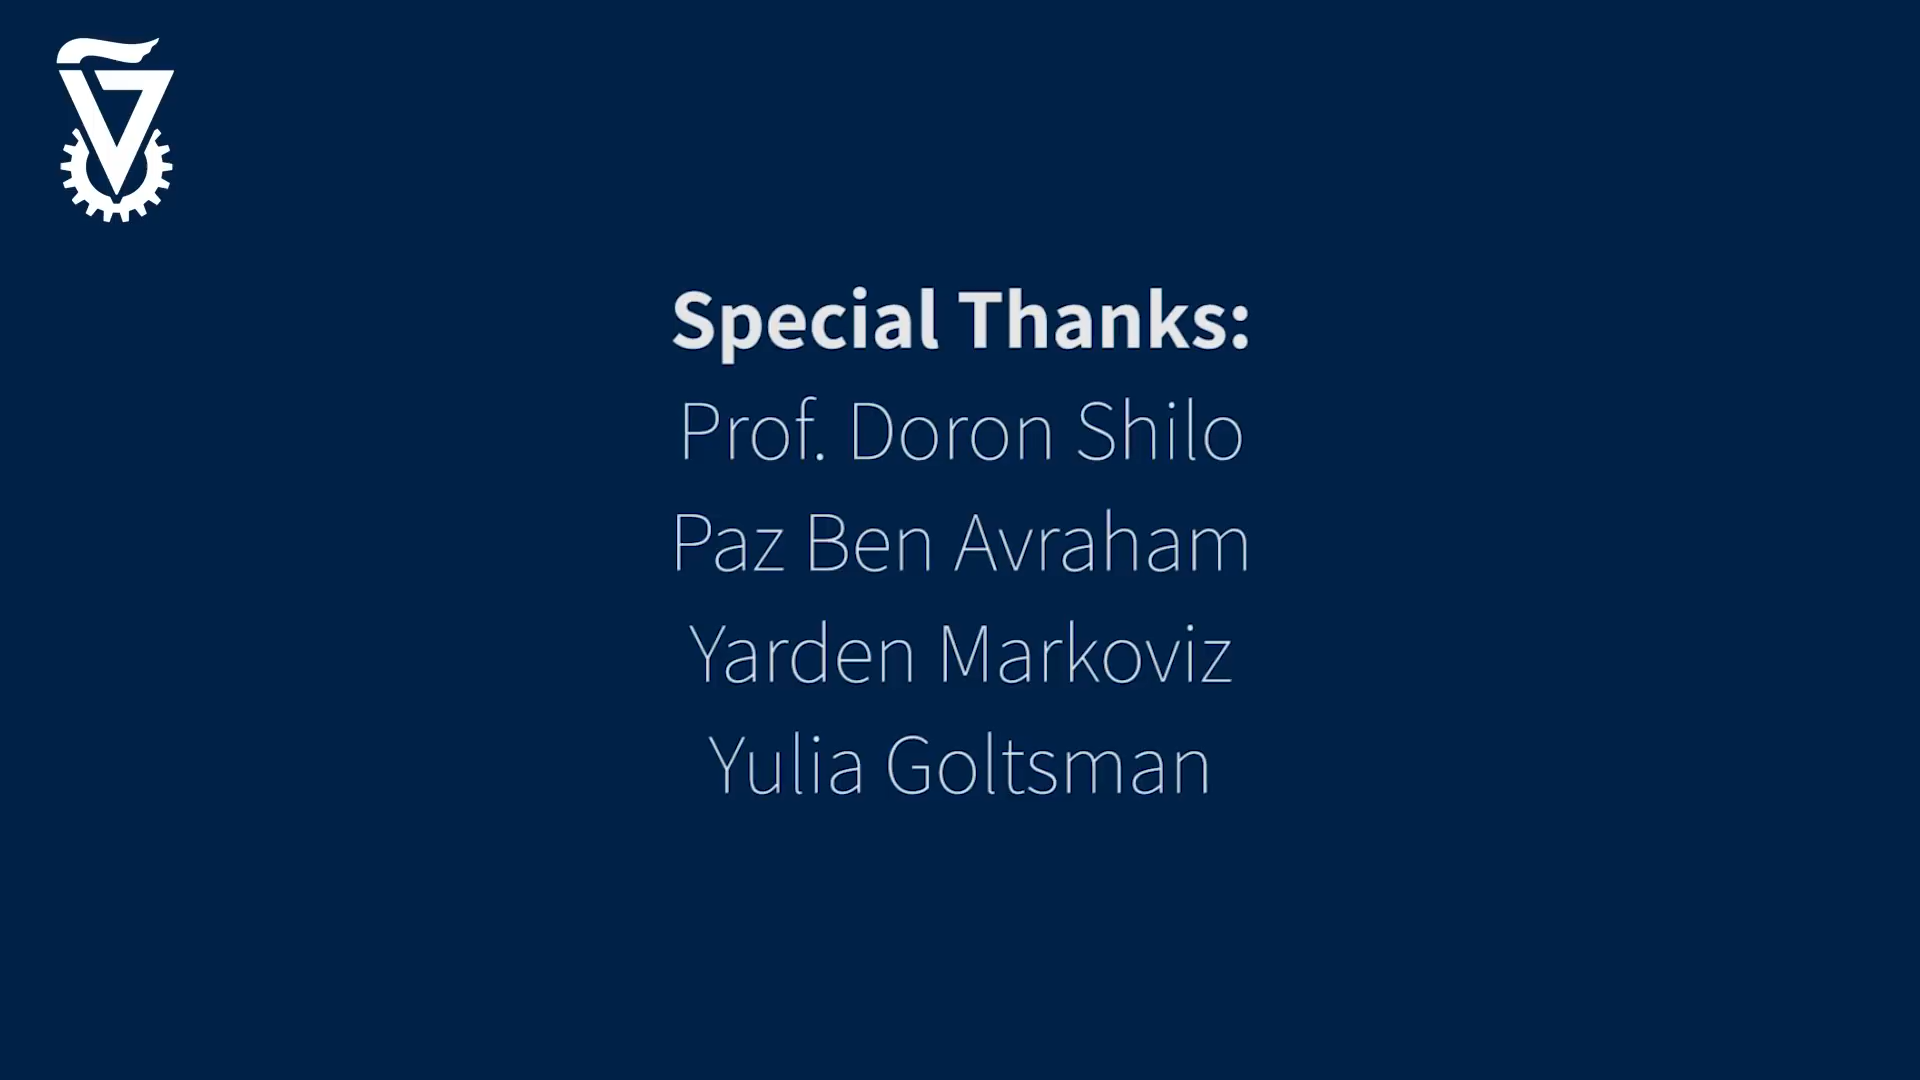 Special Thanks:
Prof. Doron Shilo
Paz Ben Avraham
Yarden Markoviz
Yulia Goltsman